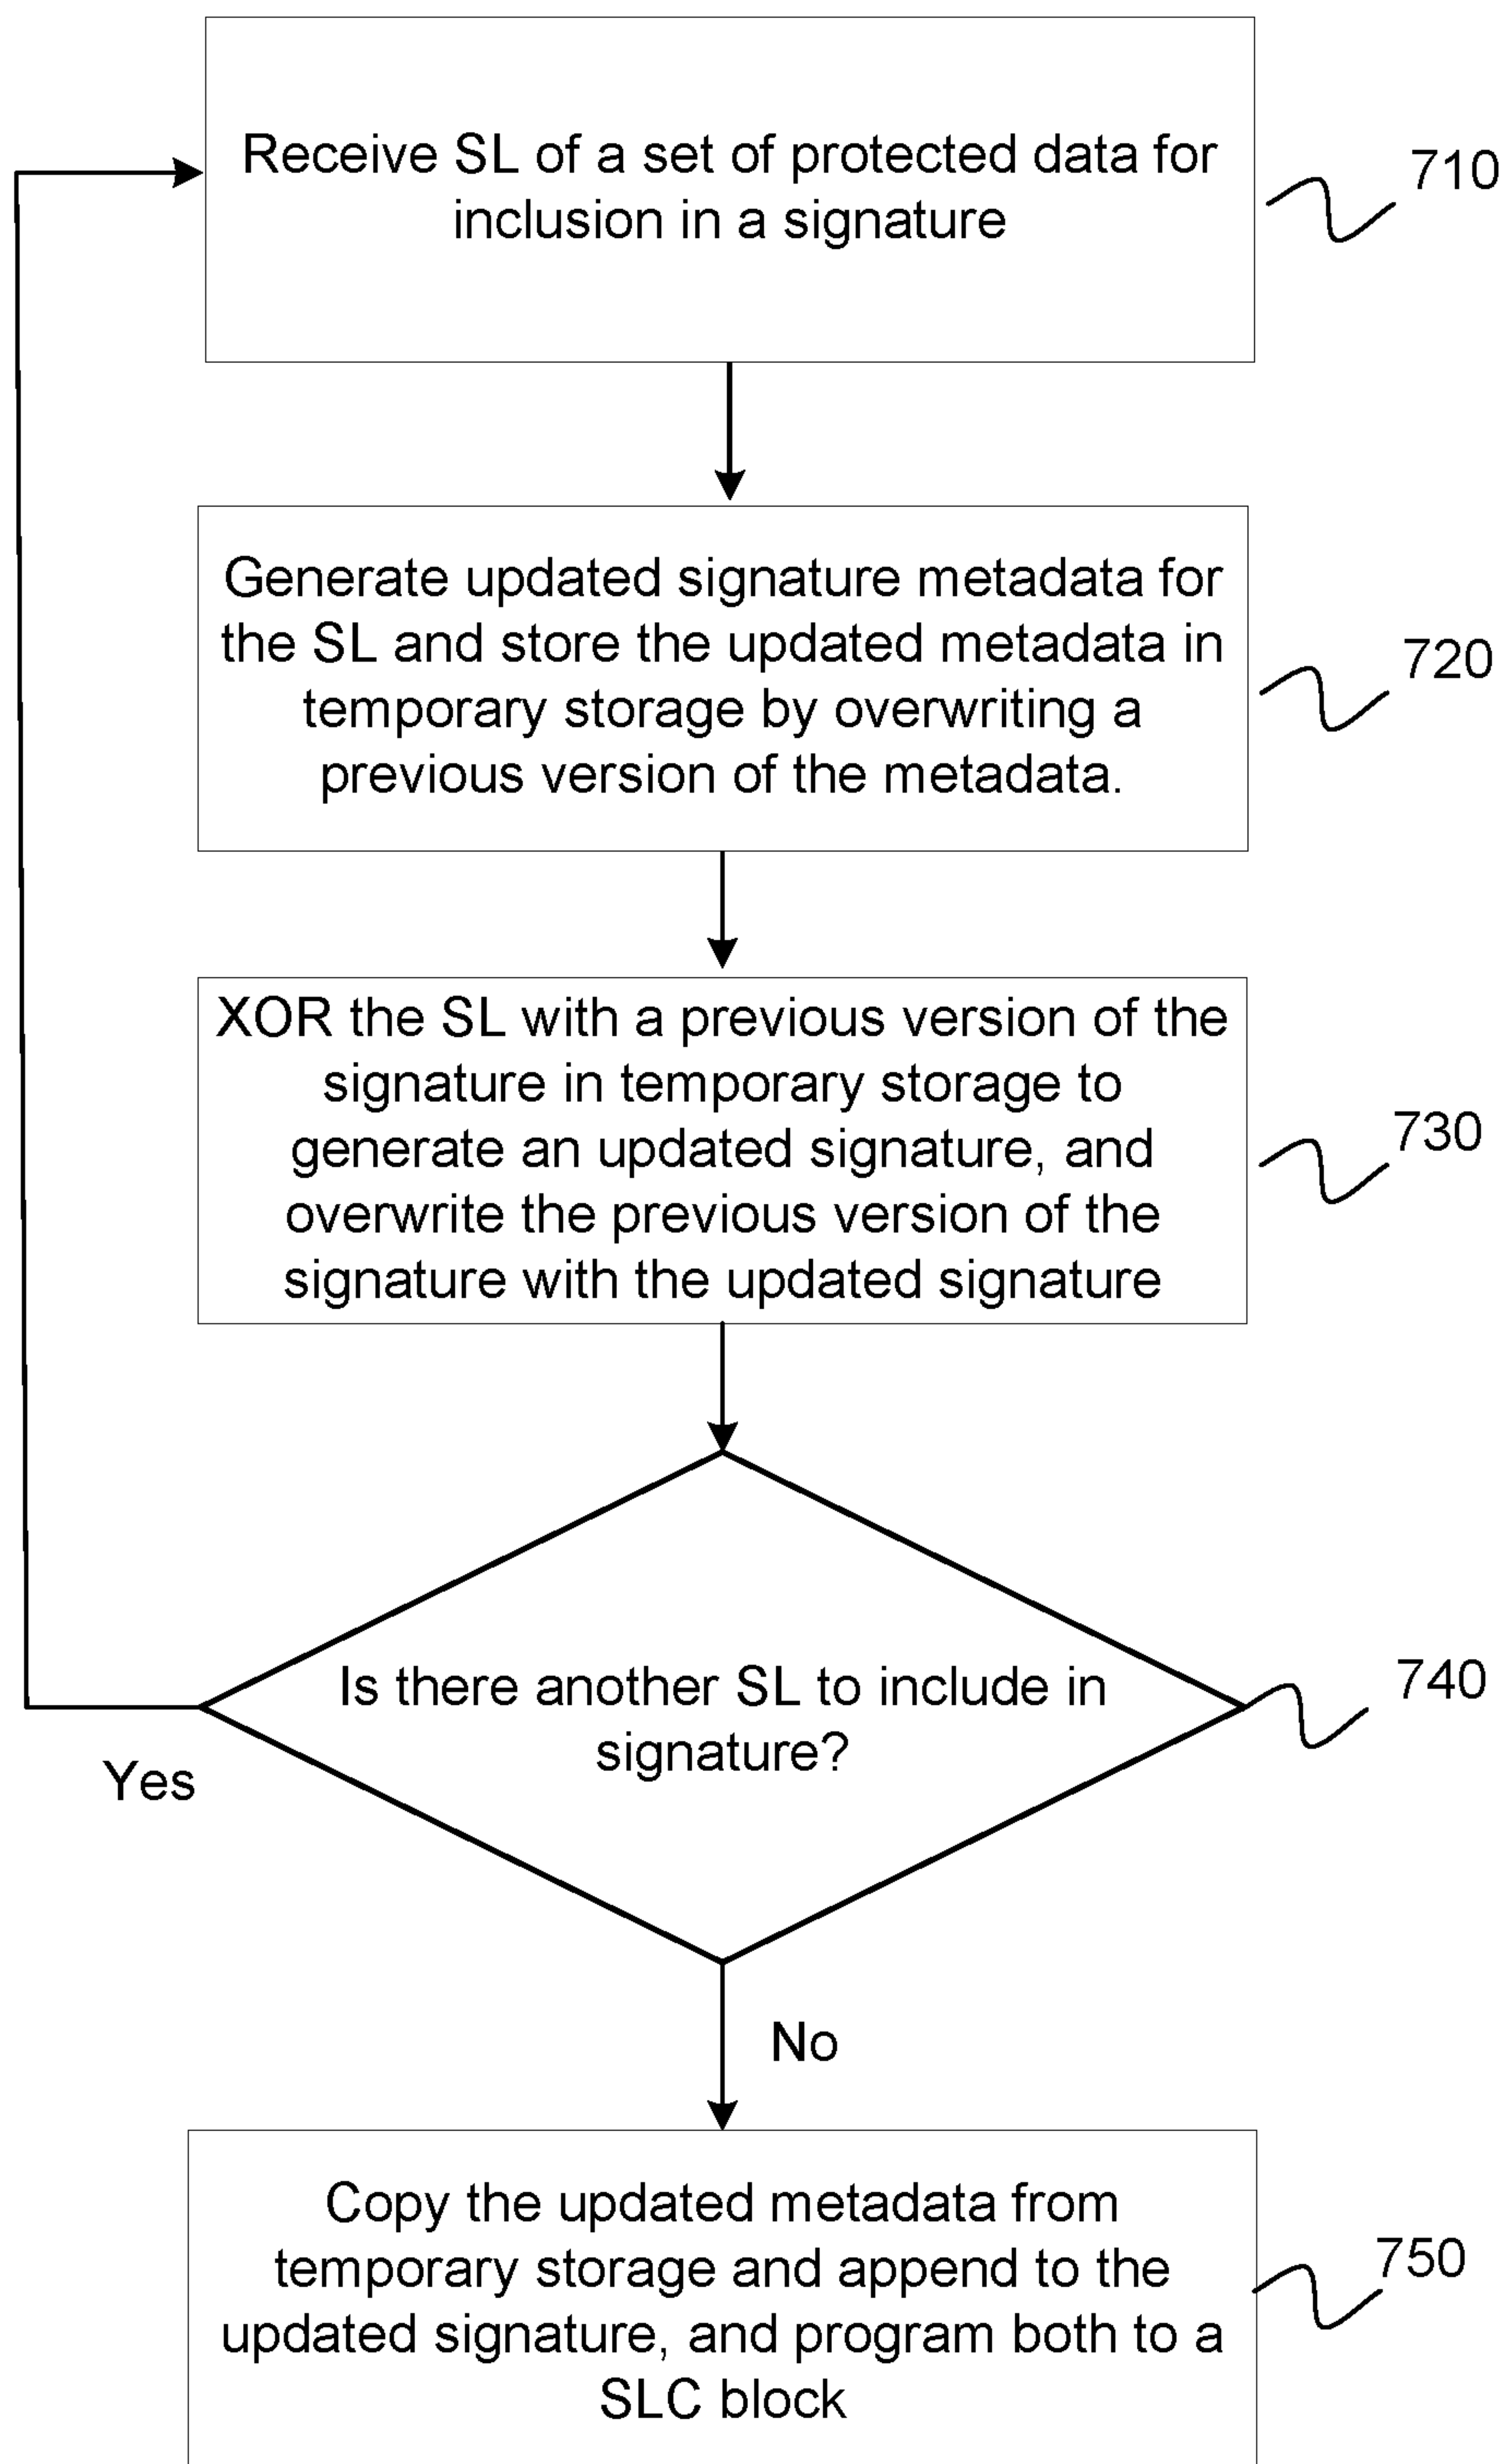 Receive SL of a set of protected data for
inclusion in a signature
710
Generate updated signature metadata for
the SL and store the updated metadata in
temporary storage by overwriting a
previous version of the metadata.
720
XOR the SL with a previous version of the
signature in temporary storage to
generate an updated signature, and
overwrite the previous version of the
signature with the updated signature
730
Is there another SL to include in
signature?
740
Yes
No
Copy the updated metadata from
temporary storage and append to the
updated signature, and program both to a
SLC block
750